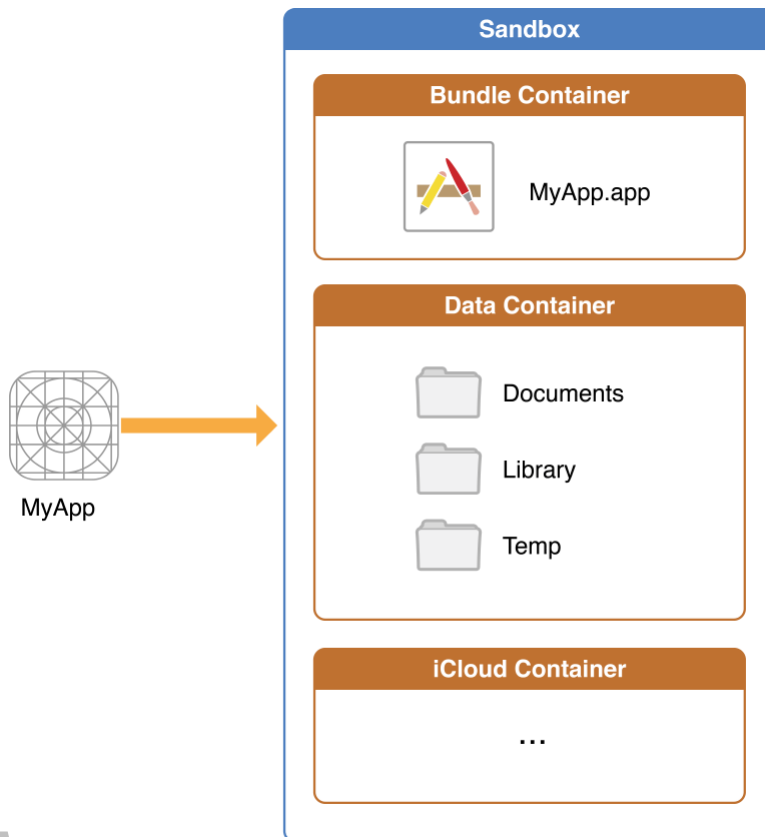 Sandbox
Bundle Container
MyApp.app
Data Container
Documents
Library
Temp
MyApp
iCloud Container
...